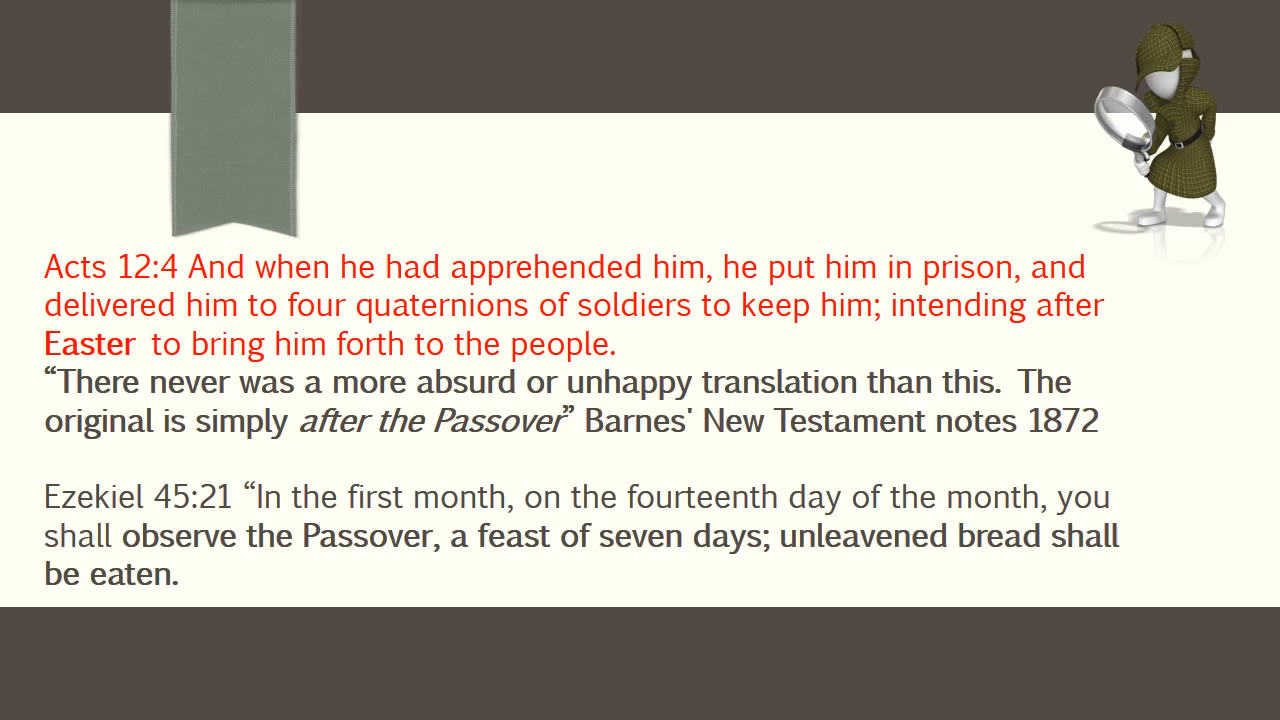 Acts 12:4 And when he had apprehended him, he put him in prison, and
delivered him to four quaternions of soldiers to keep him; intending after
Easter to bring him forth to the people.
“There never was a more absurd or unhappy translation than this. The
original is simply after the Passover” Barnes' New Testament notes 1872
Ezekiel 45:21 “In the first month, on the fourteenth day of the month, you
shall observe the Passover, a feast of seven days; unleavened bread shall
be eaten.